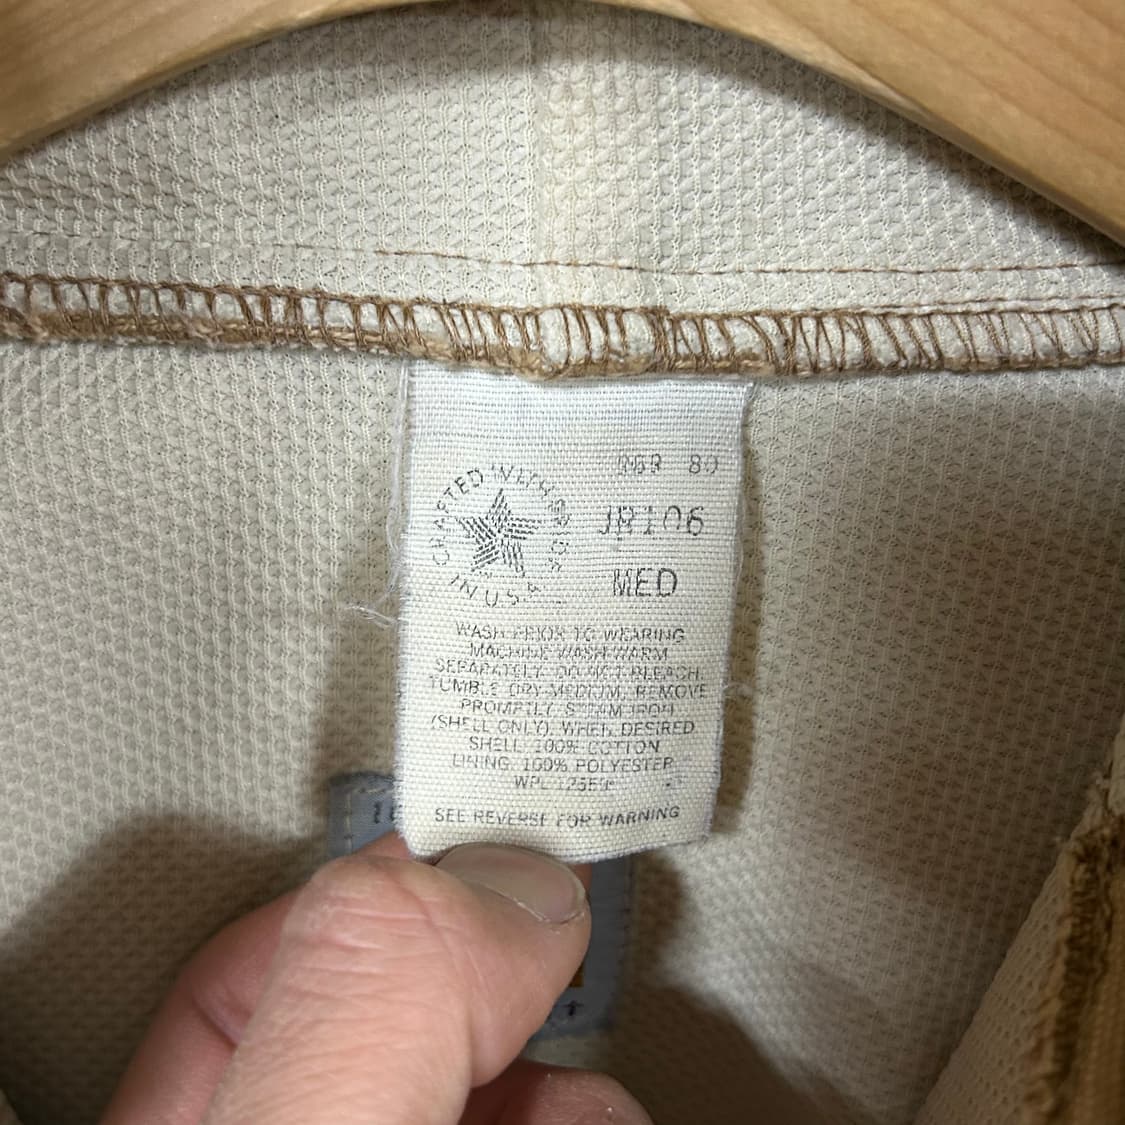 CRAFTED WITH PRIDE
IN U.S.A.
80
JR106
MED
WASH PRIOR TO WEARING
MACHINE WASH WARM
SEPARATELY. DO NOT BLEACH.
TUMBLE DRY MEDIUM, REMOVE
PROMPTLY. STEAM IRON
(SHELL ONLY). WHEN DESIRED
SHELL: 100% COTTON
LINING: 100% POLYESTER
WPL
SEE REVERSE FOR WARNING